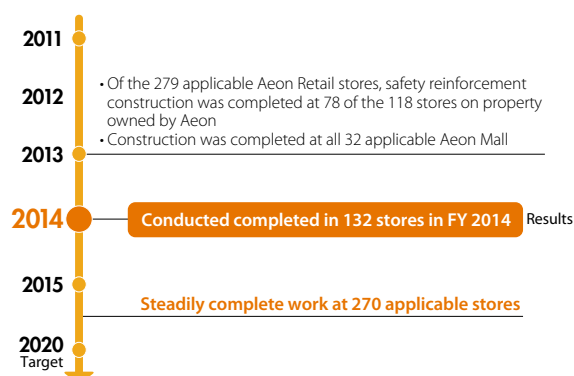 2011
2012
• Of the 279 applicable Aeon Retail stores, safety reinforcement
construction was completed at 78 of the 118 stores on property
owned by Aeon
• Construction was completed at all 32 applicable Aeon Mall
2013
2014
Conducted completed in 132 stores in FY 2014
Results
2015
Steadily complete work at 270 applicable stores
2020
Target